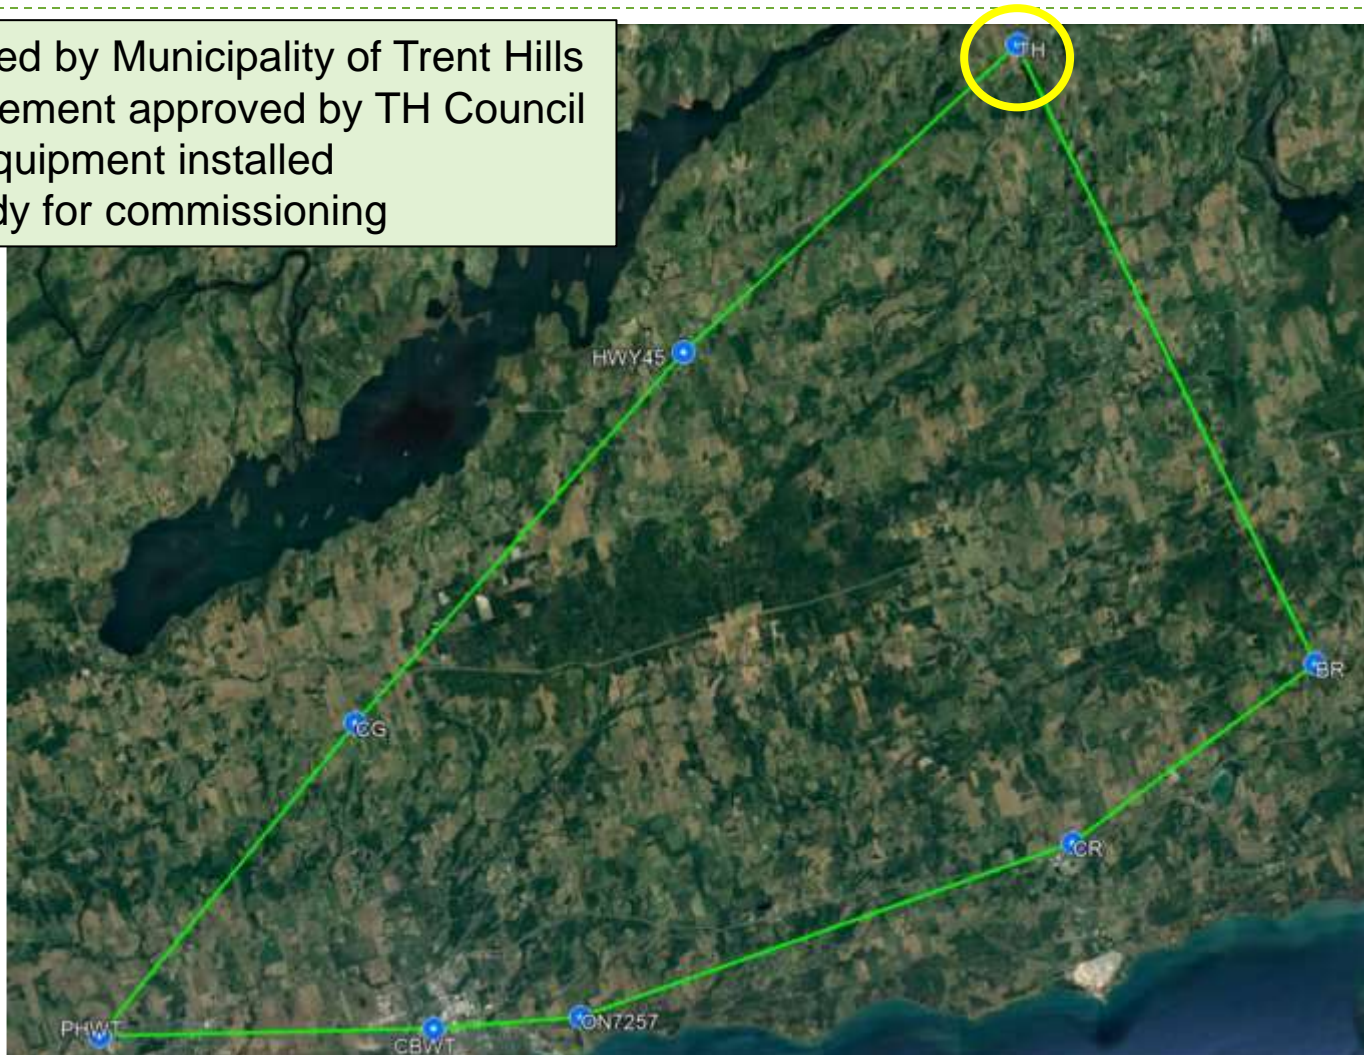 ed by Municipality of Trent Hills
ement approved by TH Council
quipment installed
dy for commissioning
TH
HWY45
BR
CG
CR
PHWT
ON7257
CBWT